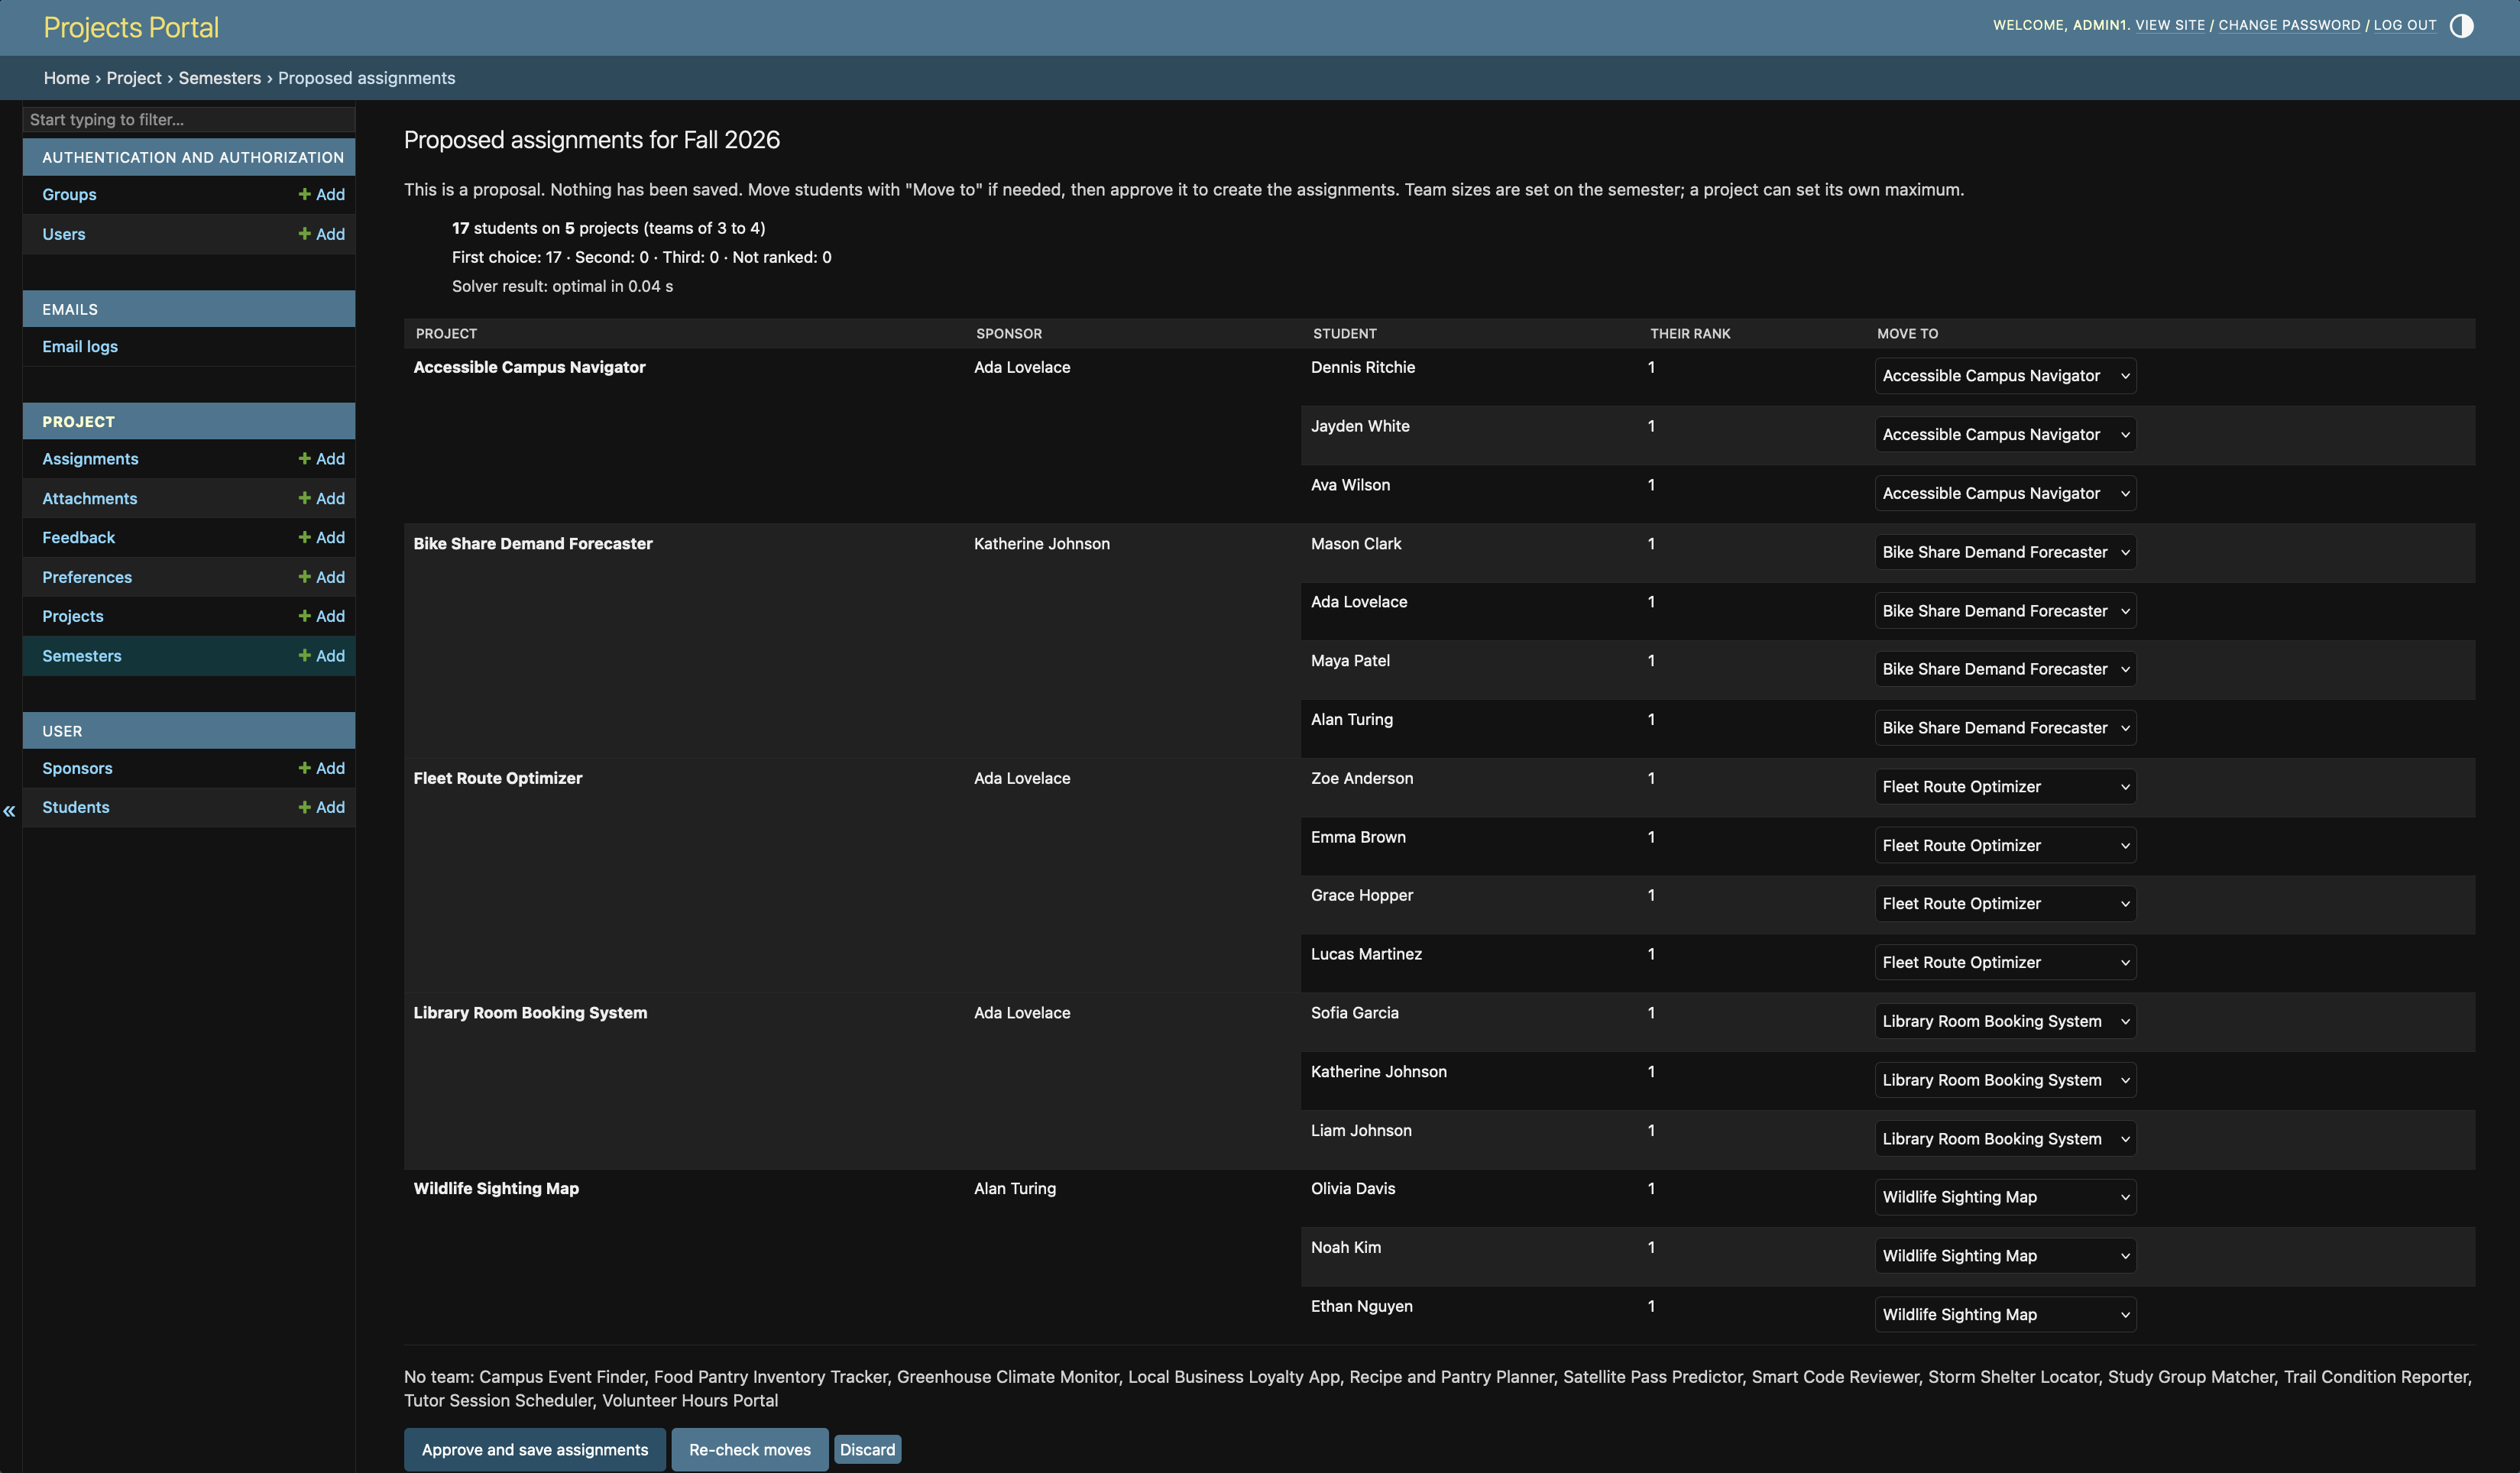 Projects Portal
WELCOME, ADMIN1. VIEW SITE / CHANGE PASSWORD / LOG OUT
Home › Project › Semesters › Proposed assignments
Start typing to filter...
AUTHENTICATION AND AUTHORIZATION
Groups + Add
Users + Add
EMAILS
Email logs
PROJECT
Assignments + Add
Attachments + Add
Feedback + Add
Preferences + Add
Projects + Add
Semesters + Add
USER
Sponsors + Add
Students + Add
«
Proposed assignments for Fall 2026
This is a proposal. Nothing has been saved. Move students with "Move to" if needed, then approve it to create the assignments. Team sizes are set on the semester; a project can set its own maximum.
17 students on 5 projects (teams of 3 to 4)
First choice: 17 · Second: 0 · Third: 0 · Not ranked: 0
Solver result: optimal in 0.04 s
PROJECT SPONSOR STUDENT THEIR RANK MOVE TO
Accessible Campus Navigator Ada Lovelace Dennis Ritchie 1 Accessible Campus Navigator
Jayden White 1 Accessible Campus Navigator
Ava Wilson 1 Accessible Campus Navigator
Bike Share Demand Forecaster Katherine Johnson Mason Clark 1 Bike Share Demand Forecaster
Ada Lovelace 1 Bike Share Demand Forecaster
Maya Patel 1 Bike Share Demand Forecaster
Alan Turing 1 Bike Share Demand Forecaster
Fleet Route Optimizer Ada Lovelace Zoe Anderson 1 Fleet Route Optimizer
Emma Brown 1 Fleet Route Optimizer
Grace Hopper 1 Fleet Route Optimizer
Lucas Martinez 1 Fleet Route Optimizer
Library Room Booking System Ada Lovelace Sofia Garcia 1 Library Room Booking System
Katherine Johnson 1 Library Room Booking System
Liam Johnson 1 Library Room Booking System
Wildlife Sighting Map Alan Turing Olivia Davis 1 Wildlife Sighting Map
Noah Kim 1 Wildlife Sighting Map
Ethan Nguyen 1 Wildlife Sighting Map
No team: Campus Event Finder, Food Pantry Inventory Tracker, Greenhouse Climate Monitor, Local Business Loyalty App, Recipe and Pantry Planner, Satellite Pass Predictor, Smart Code Reviewer, Storm Shelter Locator, Study Group Matcher, Trail Condition Reporter,
Tutor Session Scheduler, Volunteer Hours Portal
Approve and save assignments Re-check moves Discard